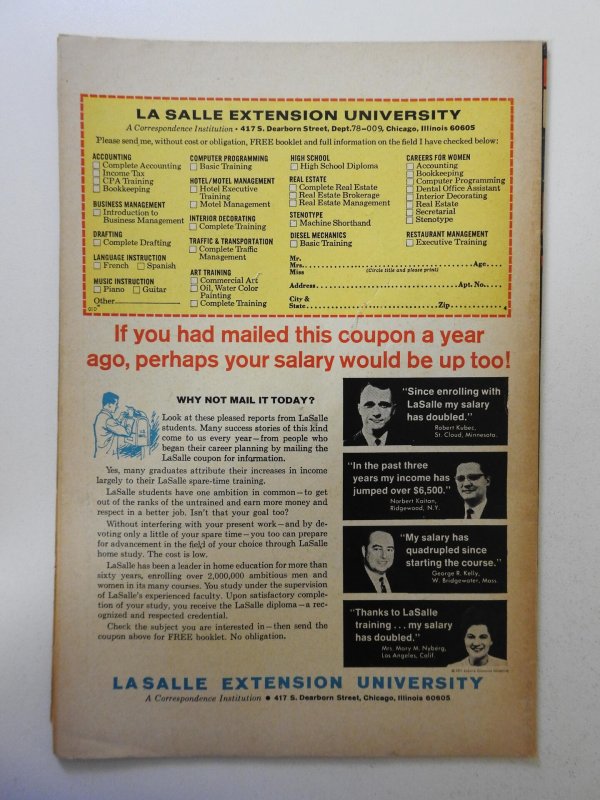 LA SALLE EXTENSION UNIVERSITY
A Correspondence Institution • 417 S. Dearborn Street, Dept. 78-009, Chicago, Illinois 60605
Please send me, without cost or obligation, FREE booklet and full information on the field I have checked below:
ACCOUNTING
Complete Accounting
Income Tax
CPA Training
Bookkeeping
BUSINESS MANAGEMENT
Introduction to
Business Management
DRAFTING
Complete Drafting
LANGUAGE INSTRUCTION
French Spanish
MUSIC INSTRUCTION
Piano Guitar
Other
010
COMPUTER PROGRAMMING
Basic Training
HOTEL/MOTEL MANAGEMENT
Hotel Executive
Training
Motel Management
INTERIOR DECORATING
Complete Training
TRAFFIC & TRANSPORTATION
Complete Traffic
Management
ART TRAINING
Commercial Art
Oil, Water Color
Painting
Complete Training
HIGH SCHOOL
High School Diploma
REAL ESTATE
Complete Real Estate
Real Estate Brokerage
Real Estate Management
STENOTYPE
Machine Shorthand
DIESEL MECHANICS
Basic Training
CAREERS FOR WOMEN
Accounting
Bookkeeping
Computer Programming
Dental Office Assistant
Interior Decorating
Real Estate
Secretarial
Stenotype
RESTAURANT MANAGEMENT
Executive Training
Mr.
Mrs. Age
Miss (Circle title and please print)
Address Apt. No.
City &
State Zip
If you had mailed this coupon a year
ago, perhaps your salary would be up too!
WHY NOT MAIL IT TODAY?
Look at these pleased reports from LaSalle
students. Many success stories of this kind
come to us every year—from people who
began their career planning by mailing the
LaSalle coupon for information.
Yes, many graduates attribute their increases in income
largely to their LaSalle spare-time training.
LaSalle students have one ambition in common—to get
out of the ranks of the untrained and earn more money and
respect in a better job. Isn't that your goal too?
Without interfering with your present work—and by de-
voting only a little of your spare time—you too can prepare
for advancement in the field of your choice through LaSalle
home study. The cost is low.
LaSalle has been a leader in home education for more than
sixty years, enrolling over 2,000,000 ambitious men and
women in its many courses. You study under the supervision
of LaSalle's experienced faculty. Upon satisfactory comple-
tion of your study, you receive the LaSalle diploma—a rec-
ognized and respected credential.
Check the subject you are interested in—then send the
coupon above for FREE booklet. No obligation.
"Since enrolling with
LaSalle my salary
has doubled."
Robert Kubec,
St. Cloud, Minnesota.
"In the past three
years my income has
jumped over $6,500."
Norbert Kaitan,
Ridgewood, N.Y.
"My salary has
quadrupled since
starting the course."
George R. Kelly,
W. Bridgewater, Mass.
"Thanks to LaSalle
training . . . my salary
has doubled."
Mrs. Mary M. Nyberg,
Los Angeles, Calif.
LA SALLE EXTENSION UNIVERSITY
A Correspondence Institution • 417 S. Dearborn Street, Chicago, Illinois 60605